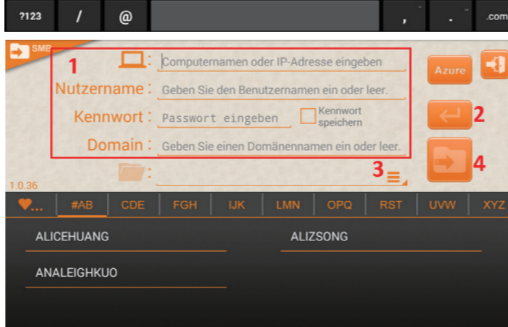 ?123 / @ , . .com
SMB
1 : Computernamen oder IP-Adresse eingeben
Azure
Nutzername : Geben Sie den Benutzernamen ein oder leer.
Kennwort : Passwort eingeben Kennwort speichern
2
Domain : Geben Sie einen Domänennamen ein oder leer.
: 3
4
1.0.36
... #AB CDE FGH IJK LMN OPQ RST UVW XYZ
ALICEHUANG ALIZSONG
ANALEIGHKUO